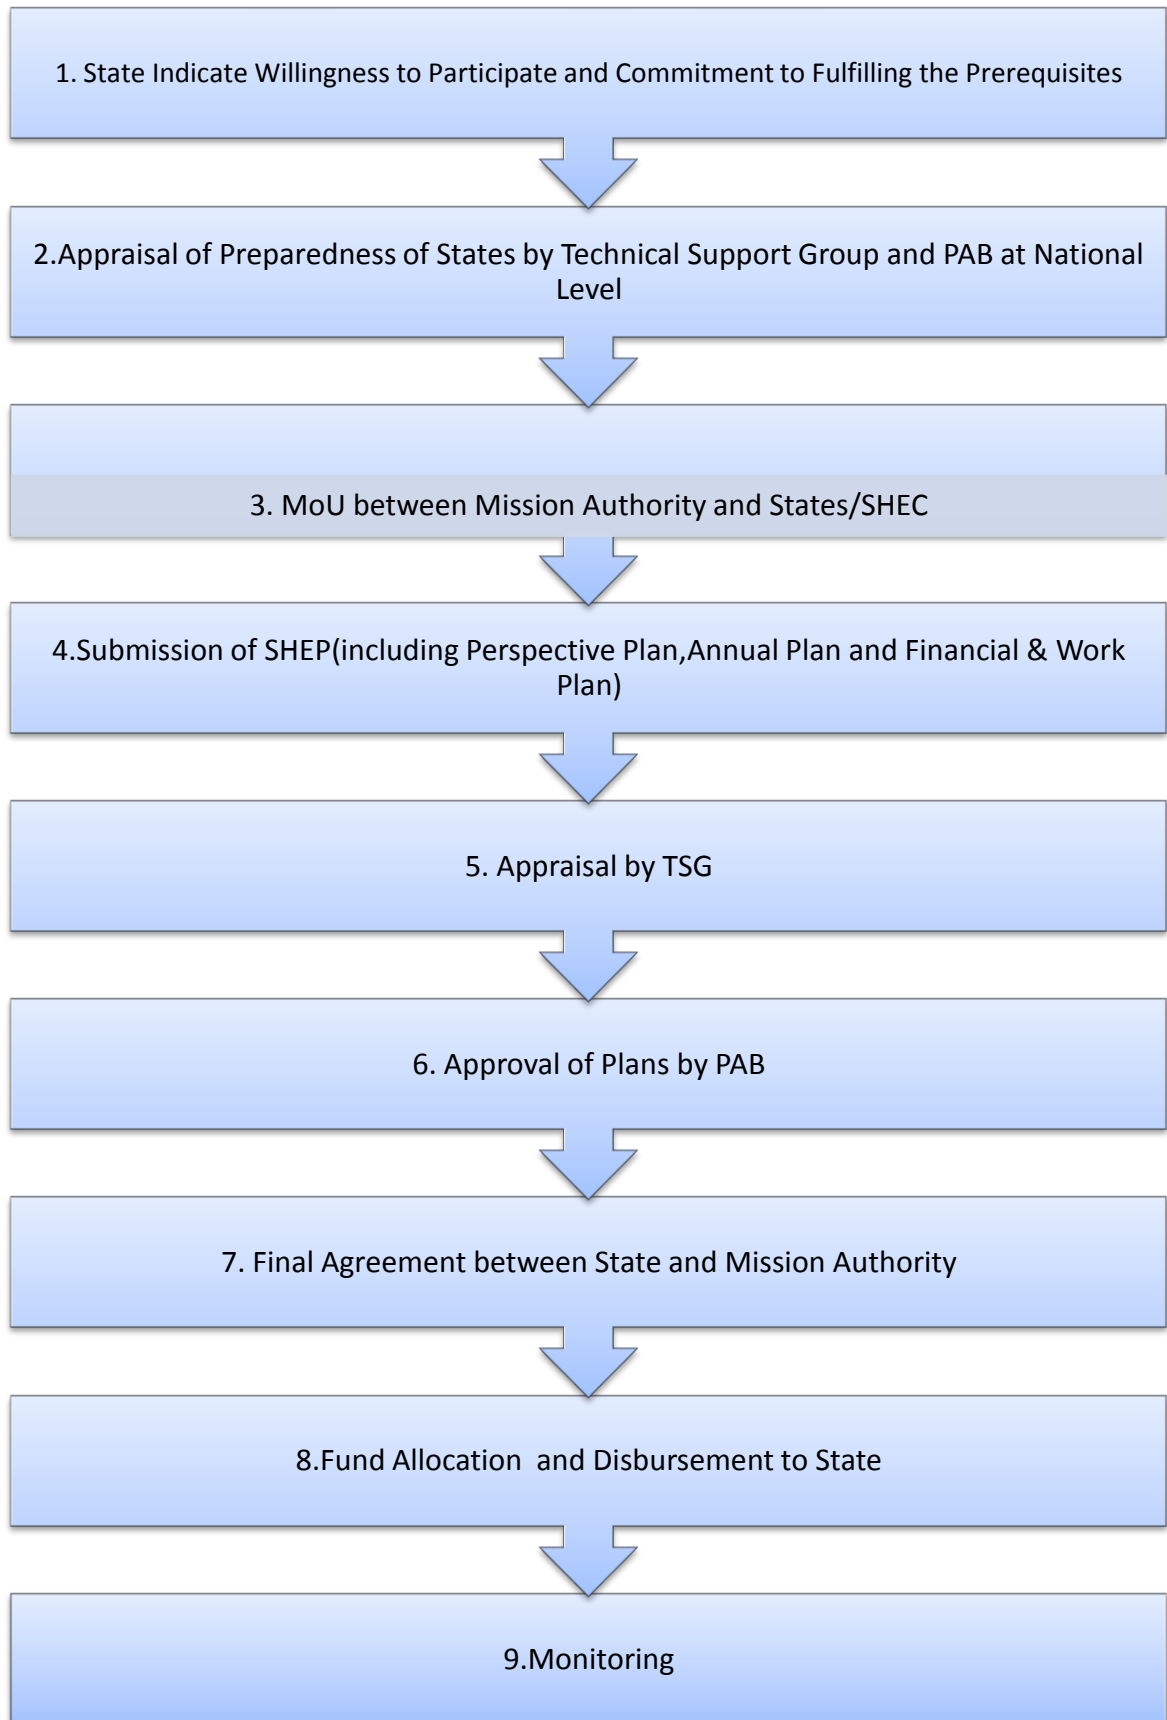 1. State Indicate Willingness to Participate and Commitment to Fulfilling the Prerequisites
2.Appraisal of Preparedness of States by Technical Support Group and PAB at National
Level
3. MoU between Mission Authority and States/SHEC
4.Submission of SHEP(including Perspective Plan,Annual Plan and Financial & Work
Plan)
5. Appraisal by TSG
6. Approval of Plans by PAB
7. Final Agreement between State and Mission Authority
8.Fund Allocation  and Disbursement to State
9.Monitoring